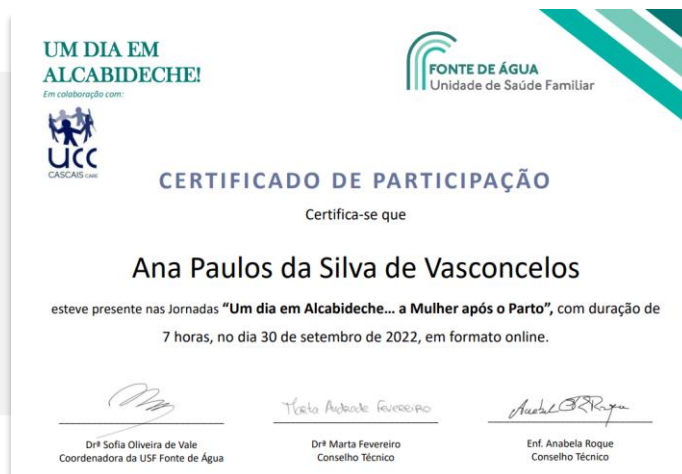 UM DIA EM
ALCABIDECHE!
Em colaboração com:
UCC
CASCAIS CARE
FONTE DE ÁGUA
Unidade de Saúde Familiar
CERTIFICADO DE PARTICIPAÇÃO
Certifica-se que
Ana Paulos da Silva de Vasconcelos
esteve presente nas Jornadas “Um dia em Alcabideche... a Mulher após o Parto”, com duração de
7 horas, no dia 30 de setembro de 2022, em formato online.
Marta Andrade Fevereiro
Drª Sofia Oliveira de Vale
Coordenadora da USF Fonte de Água
Drª Marta Fevereiro
Conselho Técnico
Enf. Anabela Roque
Conselho Técnico